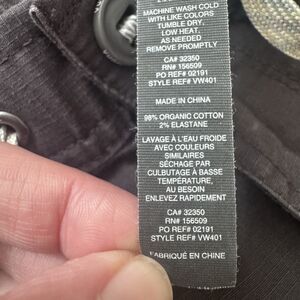 MACHINE WASH COLD
WITH LIKE COLORS
TUMBLE DRY,
LOW HEAT.
AS NEEDED
REMOVE PROMPTLY
CA# 32350
RN# 156509
PO REF# 02191
STYLE REF# VW401
MADE IN CHINA
98% ORGANIC COTTON
2% ELASTANE
LAVAGE À L'EAU FROIDE
AVEC COULEURS
SIMILAIRES
SÉCHAGE PAR
CULBUTAGE À BASSE
TEMPÉRATURE,
AU BESOIN
ENLEVEZ RAPIDEMENT
CA# 32350
RN# 156509
PO REF# 02191
STYLE REF# VW401
FABRIQUÉ EN CHINE